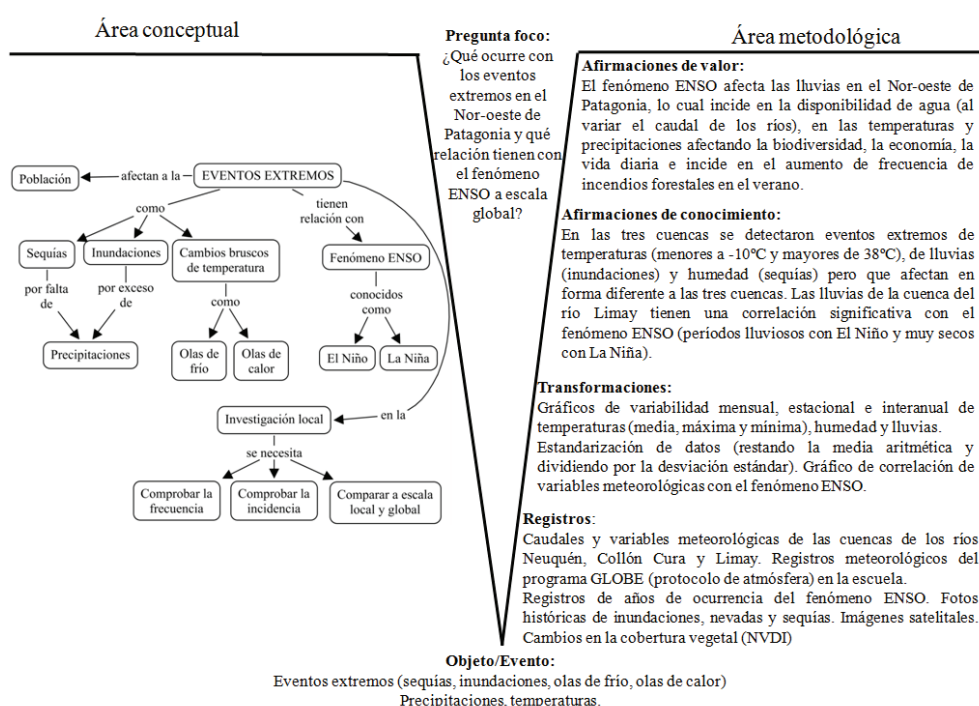 Área conceptual
Pregunta foco:
¿Qué ocurre con
los eventos
extremos en el
Nor-oeste de
Patagonia y qué
relación tienen con
el fenómeno
ENSO a escala
global?
Área metodológica
EVENTOS EXTREMOS
afectan a la
Población
como
tienen
relación con
Sequías
Inundaciones
Cambios bruscos
de temperatura
Fenómeno ENSO
por falta
de
por exceso
de
como
conocidos
como
Precipitaciones
Olas de
frío
Olas de
calor
El Niño
La Niña
en la
Investigación local
se necesita
Comprobar la
frecuencia
Comprobar la
incidencia
Comparar a escala
local y global
Afirmaciones de valor:
El fenómeno ENSO afecta las lluvias en el Nor-oeste de
Patagonia, lo cual incide en la disponibilidad de agua (al
variar el caudal de los ríos), en las temperaturas y
precipitaciones afectando la biodiversidad, la economía, la
vida diaria e incide en el aumento de frecuencia de
incendios forestales en el verano.
Afirmaciones de conocimiento:
En las tres cuencas se detectaron eventos extremos de
temperaturas (menores a -10°C y mayores de 38°C), de lluvias
(inundaciones) y humedad (sequías) pero que afectan en
forma diferente a las tres cuencas. Las lluvias de la cuenca del
río Limay tienen una correlación significativa con el
fenómeno ENSO (períodos lluviosos con El Niño y muy secos
con La Niña).
Transformaciones:
Gráficos de variabilidad mensual, estacional e interanual de
temperaturas (media, máxima y mínima), humedad y lluvias.
Estandarización de datos (restando la media aritmética y
dividiendo por la desviación estándar). Gráfico de correlación de
variables meteorológicas con el fenómeno ENSO.
Registros:
Caudales y variables meteorológicas de las cuencas de los ríos
Neuquén, Collón Cura y Limay. Registros meteorológicos del
programa GLOBE (protocolo de atmósfera) en la escuela.
Registros de años de ocurrencia del fenómeno ENSO. Fotos
históricas de inundaciones, nevadas y sequías. Imágenes satelitales.
Cambios en la cobertura vegetal (NVDI)
Objeto/Evento:
Eventos extremos (sequías, inundaciones, olas de frio, olas de calor)
Precipitaciones, temperaturas.